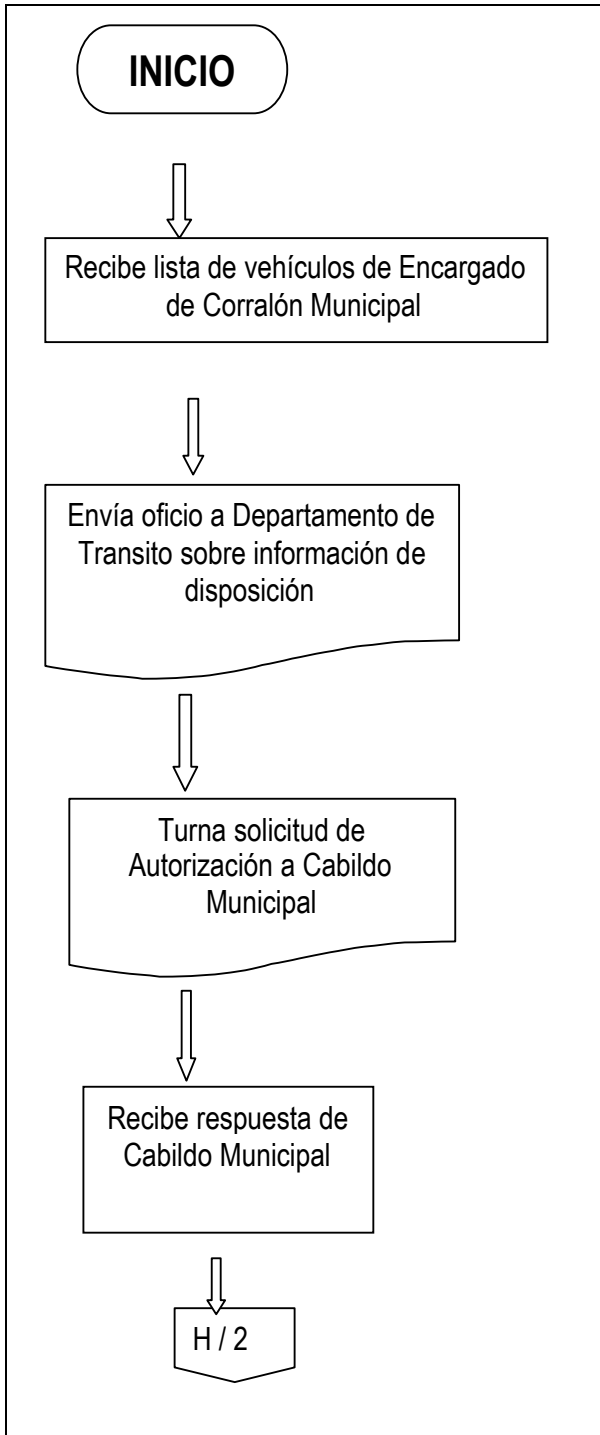 INICIO
Recibe lista de vehículos de Encargado
de Corralón Municipal
Envía oficio a Departamento de
Transito sobre información de
disposición
Turna solicitud de
Autorización a Cabildo
Municipal
Recibe respuesta de
Cabildo Municipal
H / 2